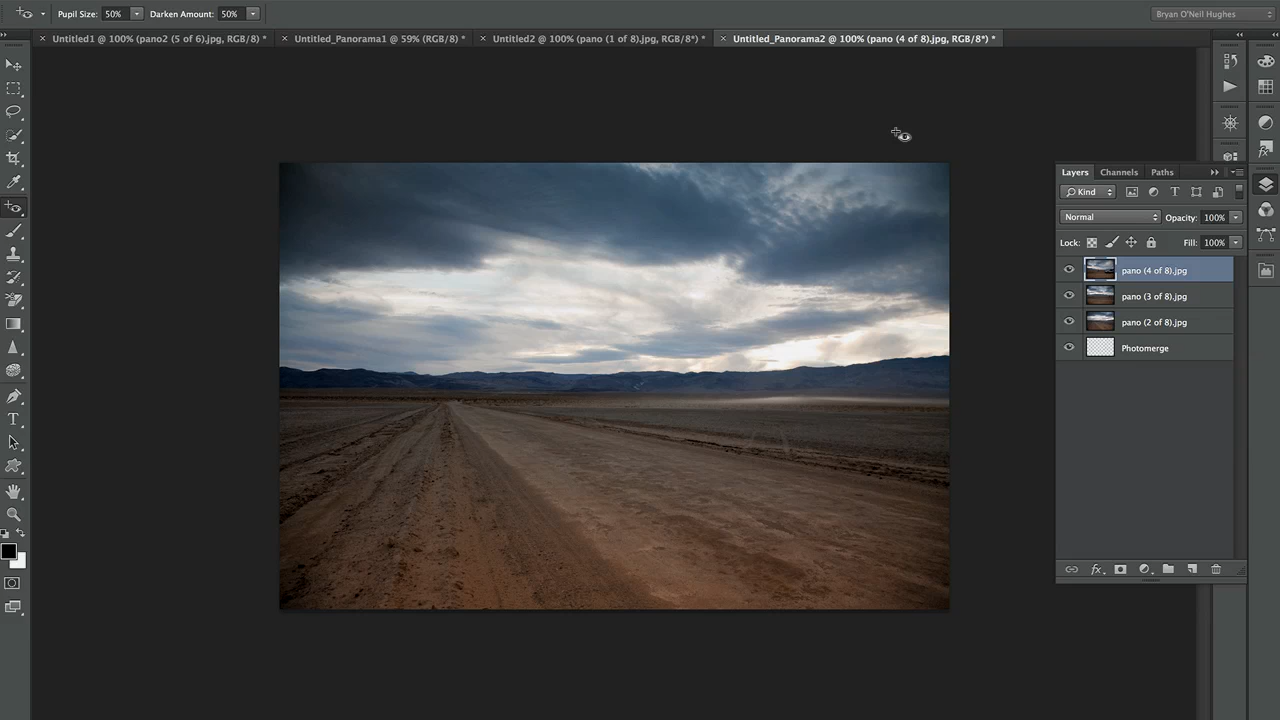 Pupil Size: 50% Darken Amount: 50% Bryan O'Neil Hughes
× Untitled1 @ 100% (pano2 (5 of 6).jpg, RGB/8) * × Untitled_Panorama1 @ 59% (RGB/8) * × Untitled2 @ 100% (pano (1 of 8).jpg, RGB/8*) * × Untitled_Panorama2 @ 100% (pano (4 of 8).jpg, RGB/8*) *
Layers Channels Paths
Kind T
Normal Opacity: 100%
Lock: Fill: 100%
pano (4 of 8).jpg
pano (3 of 8).jpg
pano (2 of 8).jpg
Photomerge
T
fx